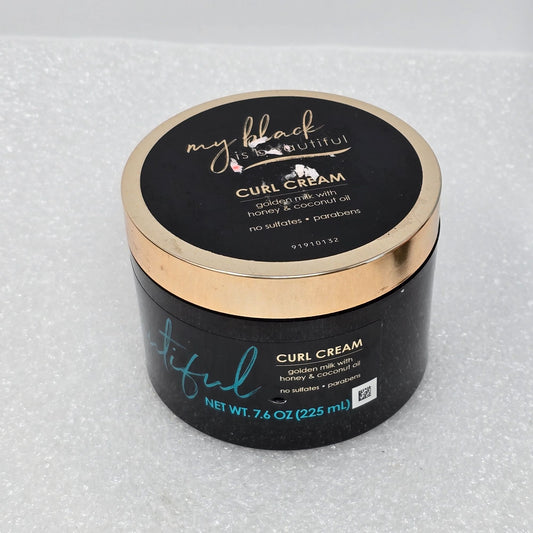 my black
is beautiful
CURL CREAM
golden milk with
honey & coconut oil
no sulfates • parabens
91910132
utiful
CURL CREAM
golden milk with
honey & coconut oil
no sulfates • parabens
NET WT. 7.6 OZ (225 mL)